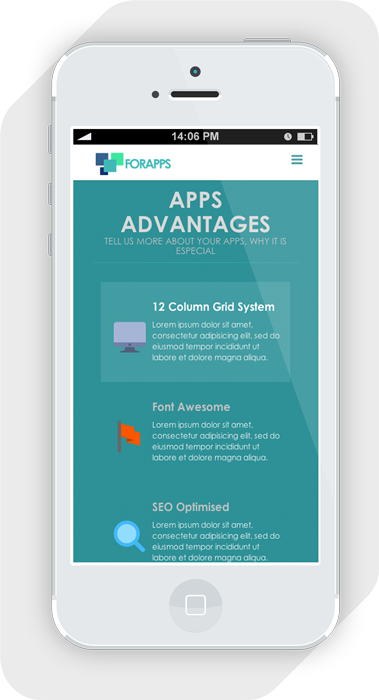 14:06 PM
FORAPPS
APPS
ADVANTAGES
TELL US MORE ABOUT YOUR APPS, WHY IT IS
ESPECIAL
12 Column Grid System
Lorem ipsum dolor sit amet,
consectetur adipisicing elit, sed do
eiusmod tempor incididunt ut
labore et dolore magna aliqua.
Font Awesome
Lorem ipsum dolor sit amet,
consectetur adipisicing elit, sed do
eiusmod tempor incididunt ut
labore et dolore magna aliqua.
SEO Optimised
Lorem ipsum dolor sit amet,
consectetur adipisicing elit, sed do
eiusmod tempor incididunt ut
labore et dolore magna aliqua.